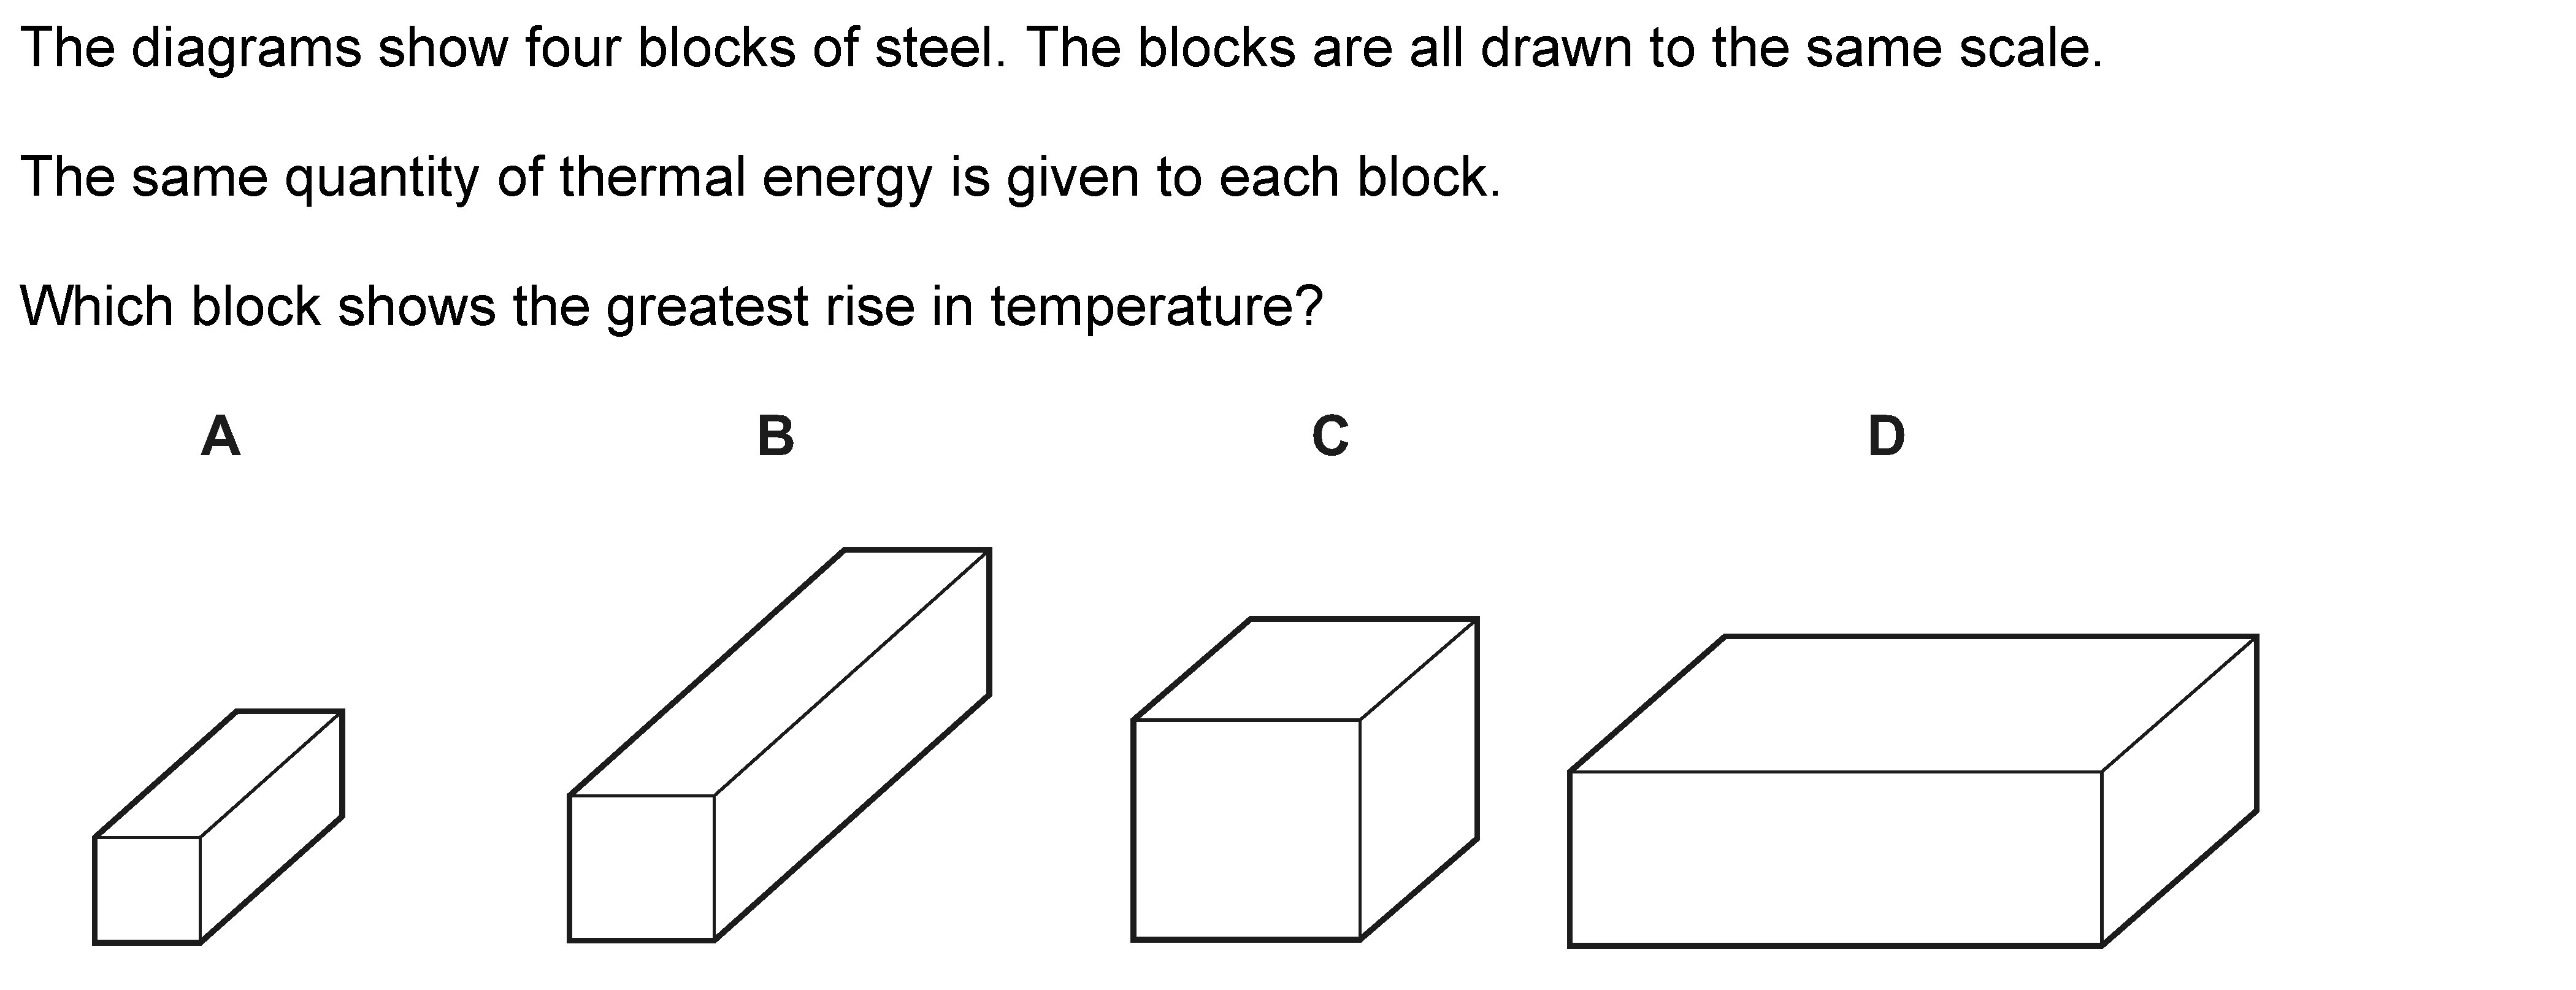 The diagrams show four blocks of steel. The blocks are all drawn to the same scale.
The same quantity of thermal energy is given to each block.
Which block shows the greatest rise in temperature?
A B C D